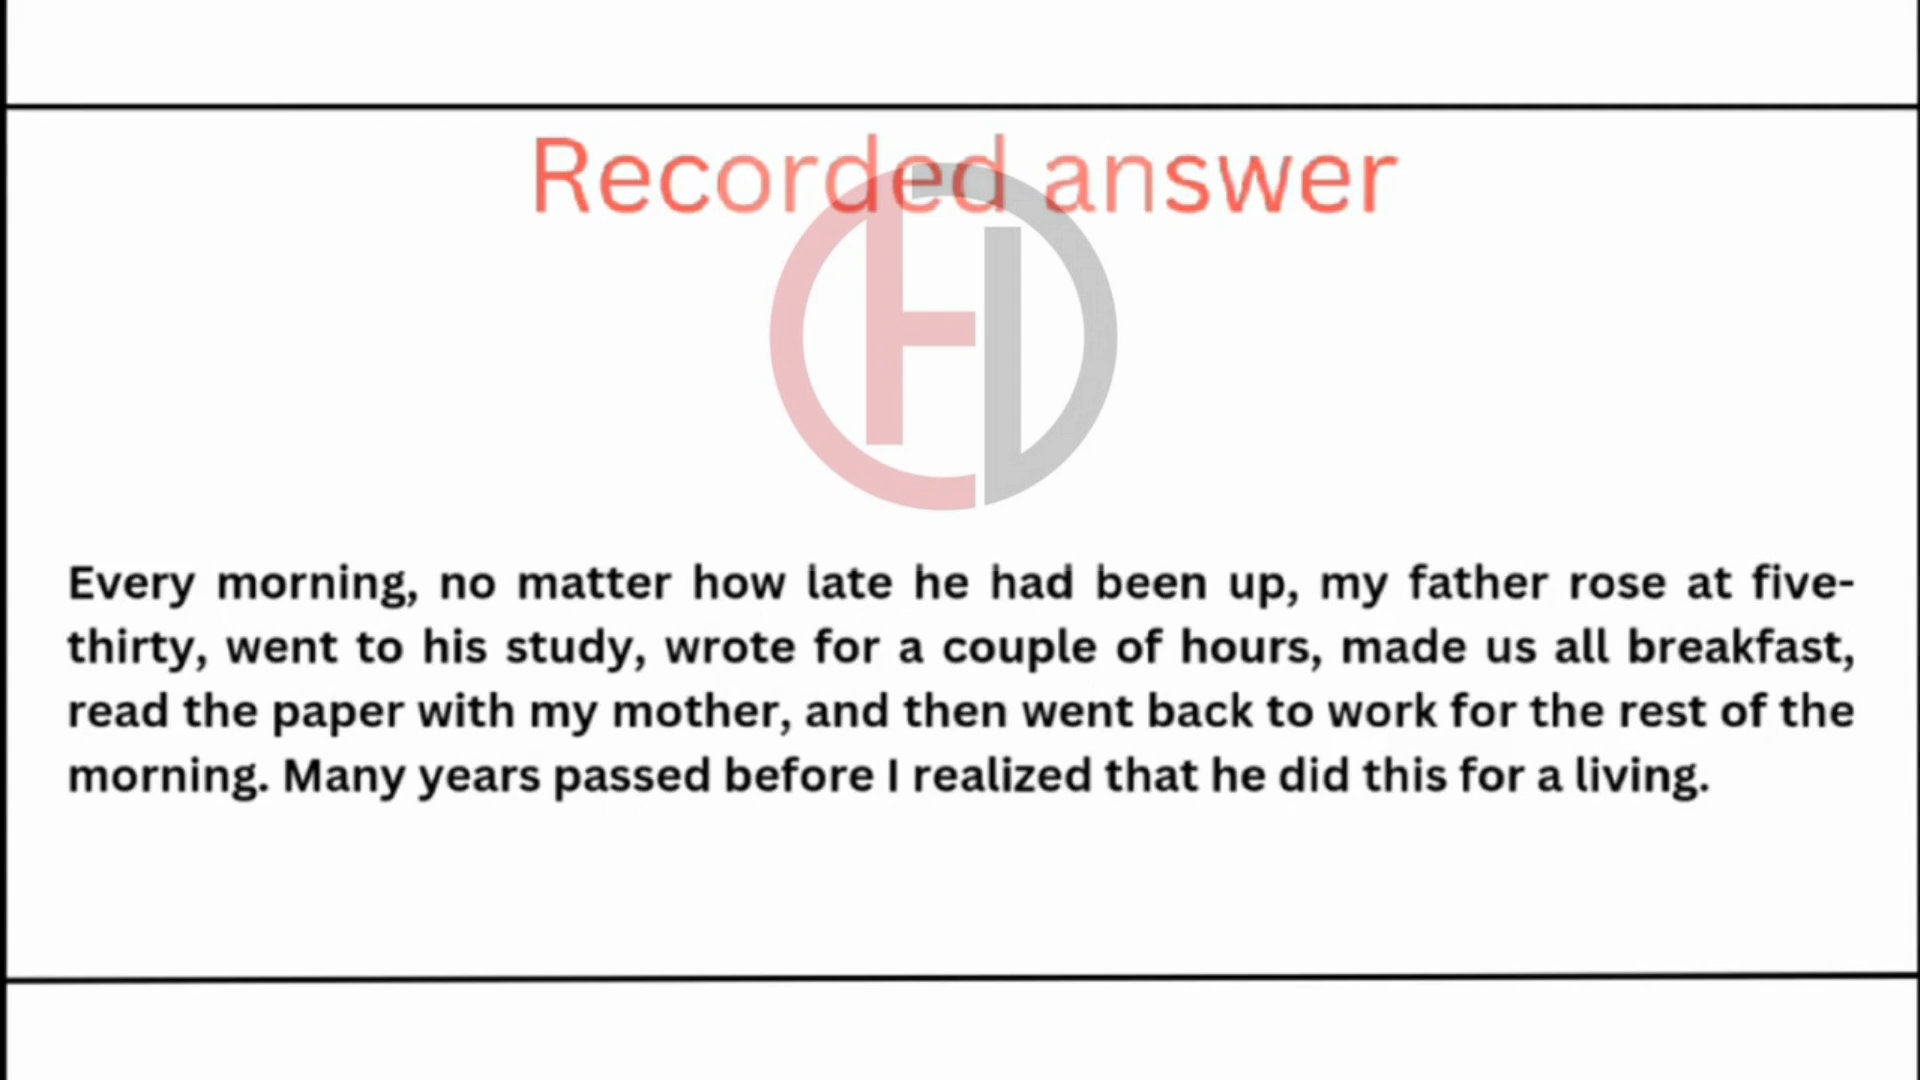 Recorded answer
Every morning, no matter how late he had been up, my father rose at five-
thirty, went to his study, wrote for a couple of hours, made us all breakfast,
read the paper with my mother, and then went back to work for the rest of the
morning. Many years passed before I realized that he did this for a living.